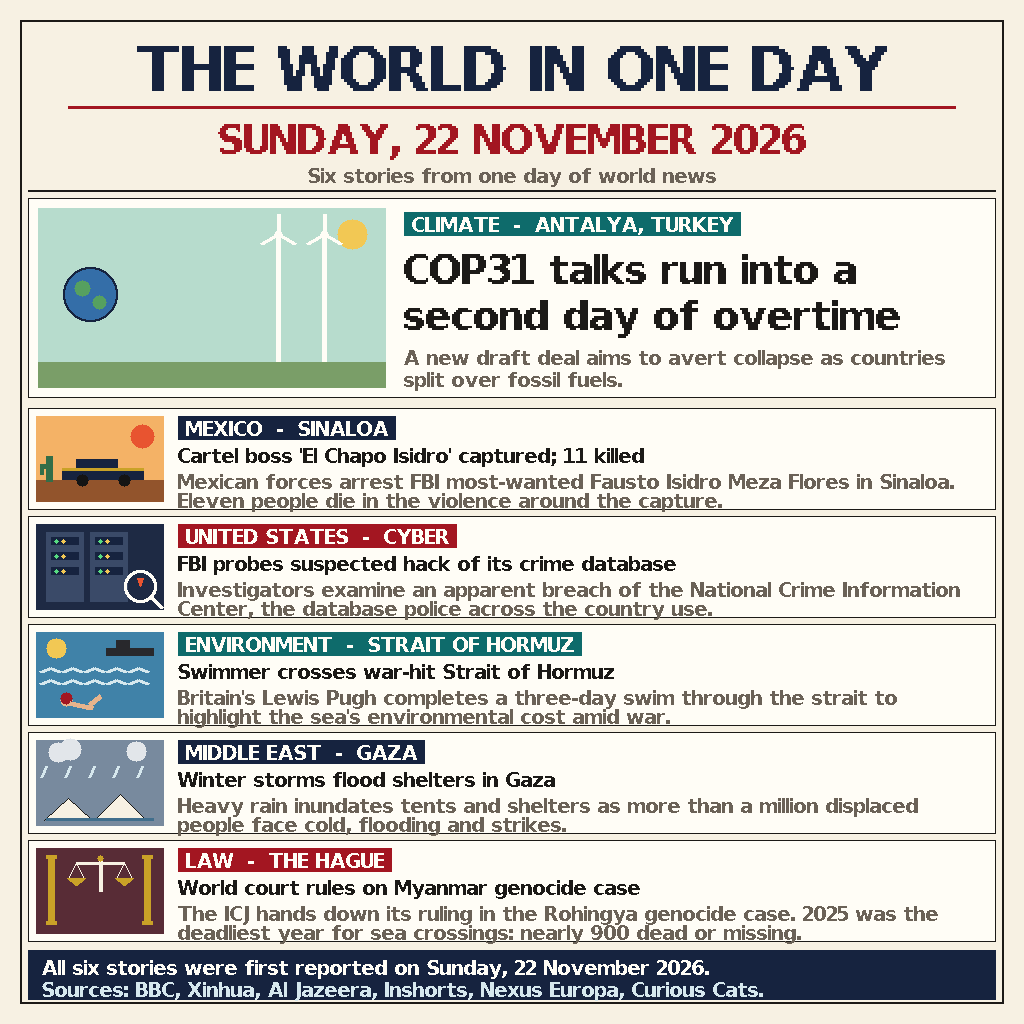 THE WORLD IN ONE DAY
SUNDAY, 22 NOVEMBER 2026
Six stories from one day of world news
CLIMATE - ANTALYA, TURKEY
COP31 talks run into a
second day of overtime
A new draft deal aims to avert collapse as countries
split over fossil fuels.
MEXICO - SINALOA
Cartel boss 'El Chapo Isidro' captured; 11 killed
Mexican forces arrest FBI most-wanted Fausto Isidro Meza Flores in Sinaloa.
Eleven people die in the violence around the capture.
UNITED STATES - CYBER
FBI probes suspected hack of its crime database
Investigators examine an apparent breach of the National Crime Information
Center, the database police across the country use.
ENVIRONMENT - STRAIT OF HORMUZ
Swimmer crosses war-hit Strait of Hormuz
Britain's Lewis Pugh completes a three-day swim through the strait to
highlight the sea's environmental cost amid war.
MIDDLE EAST - GAZA
Winter storms flood shelters in Gaza
Heavy rain inundates tents and shelters as more than a million displaced
people face cold, flooding and strikes.
LAW - THE HAGUE
World court rules on Myanmar genocide case
The ICJ hands down its ruling in the Rohingya genocide case. 2025 was the
deadliest year for sea crossings: nearly 900 dead or missing.
All six stories were first reported on Sunday, 22 November 2026.
Sources: BBC, Xinhua, Al Jazeera, Inshorts, Nexus Europa, Curious Cats.